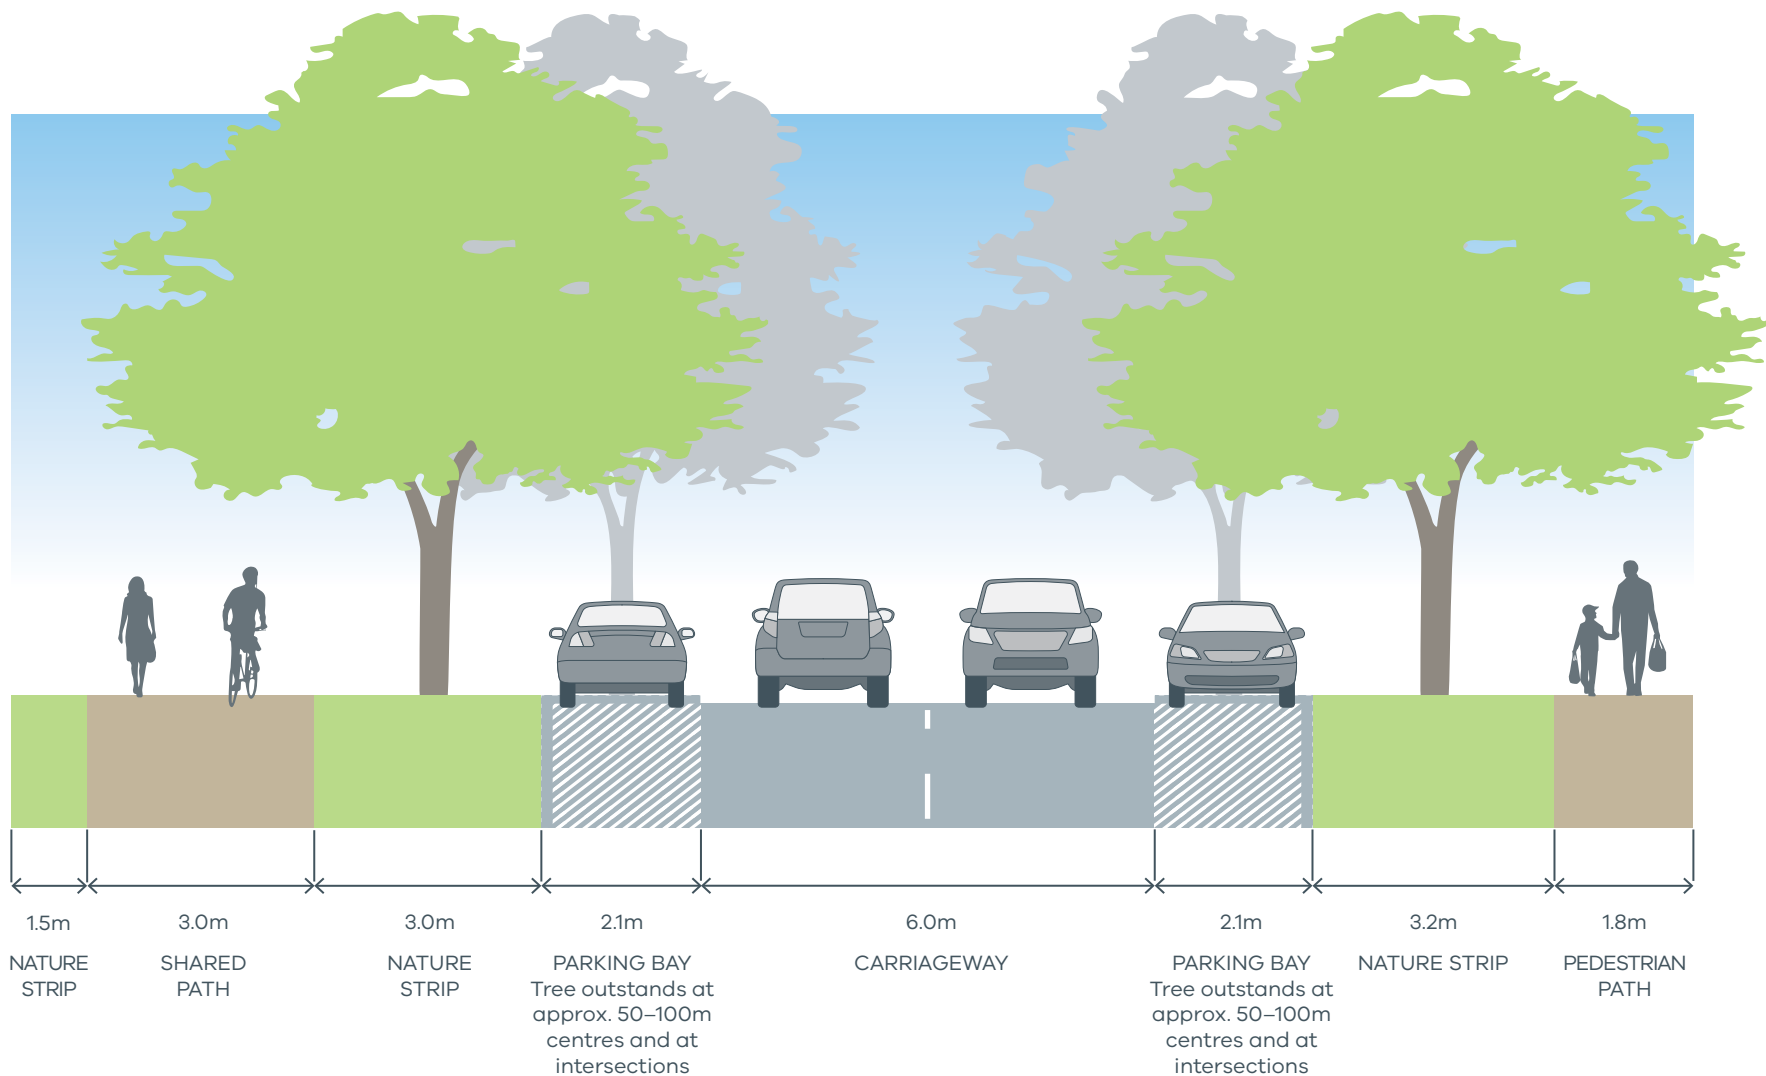 1.5m
NATURE
STRIP
3.0m
SHARED
PATH
3.0m
NATURE
STRIP
2.1m
PARKING BAY
Tree outstands at
approx. 50–100m
centres and at
intersections
6.0m
CARRIAGEWAY
2.1m
PARKING BAY
Tree outstands at
approx. 50–100m
centres and at
intersections
3.2m
NATURE STRIP
1.8m
PEDESTRIAN
PATH